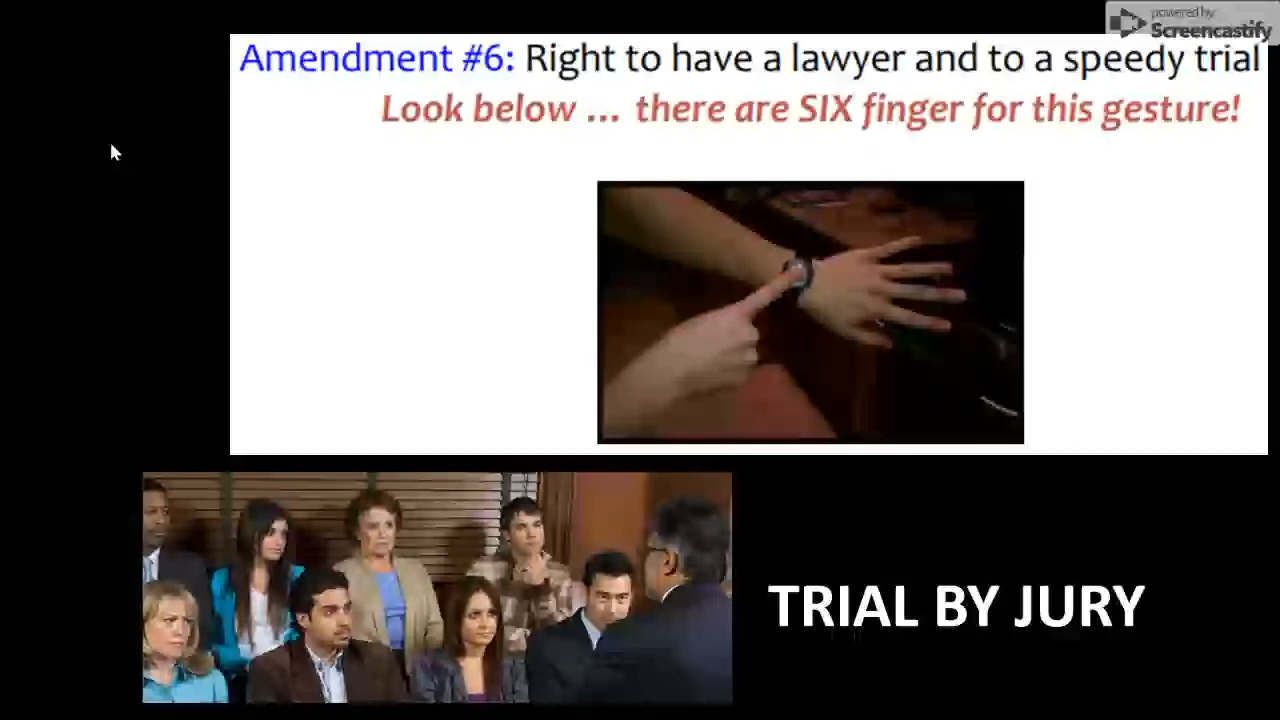 powered by
Screencastify
Amendment #6: Right to have a lawyer and to a speedy trial
Look below ... there are SIX finger for this gesture!
TRIAL BY JURY